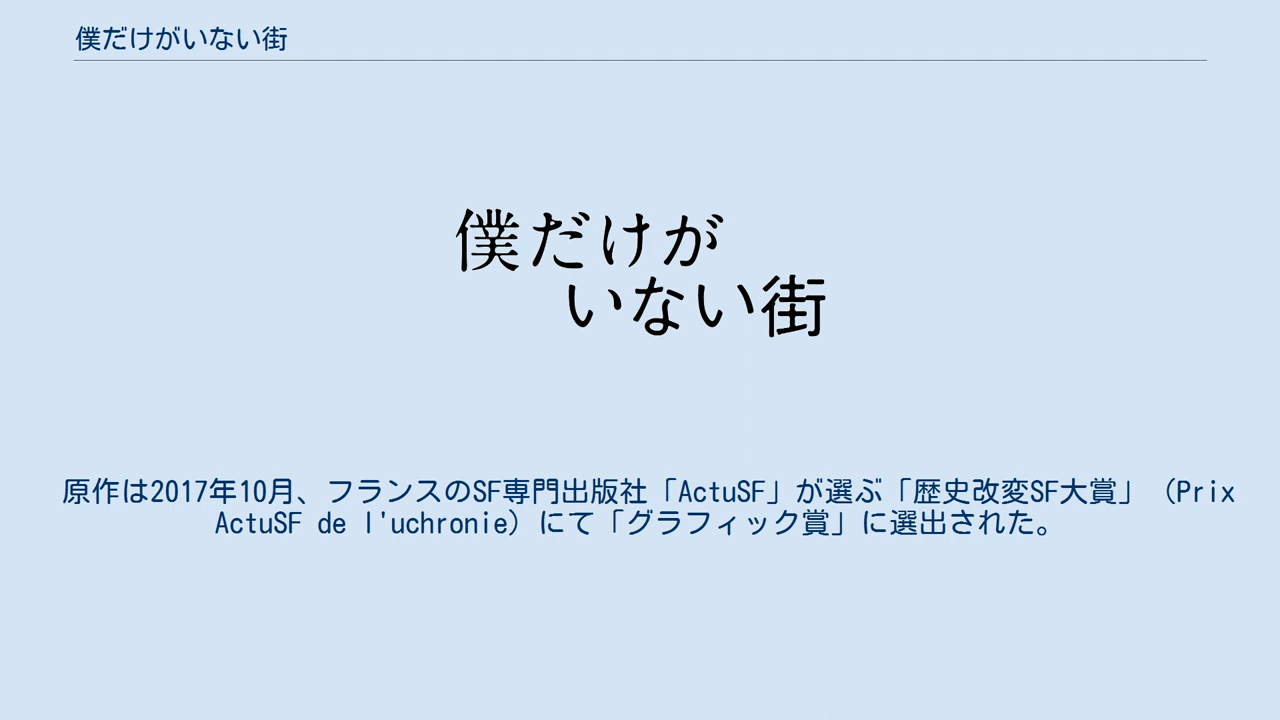 僕だけがいない街
僕だけが
いない街
原作は2017年10月、フランスのSF専門出版社「ActuSF」が選ぶ「歴史改変SF大賞」（Prix
ActuSF de l'uchronie）にて「グラフィック賞」に選出された。